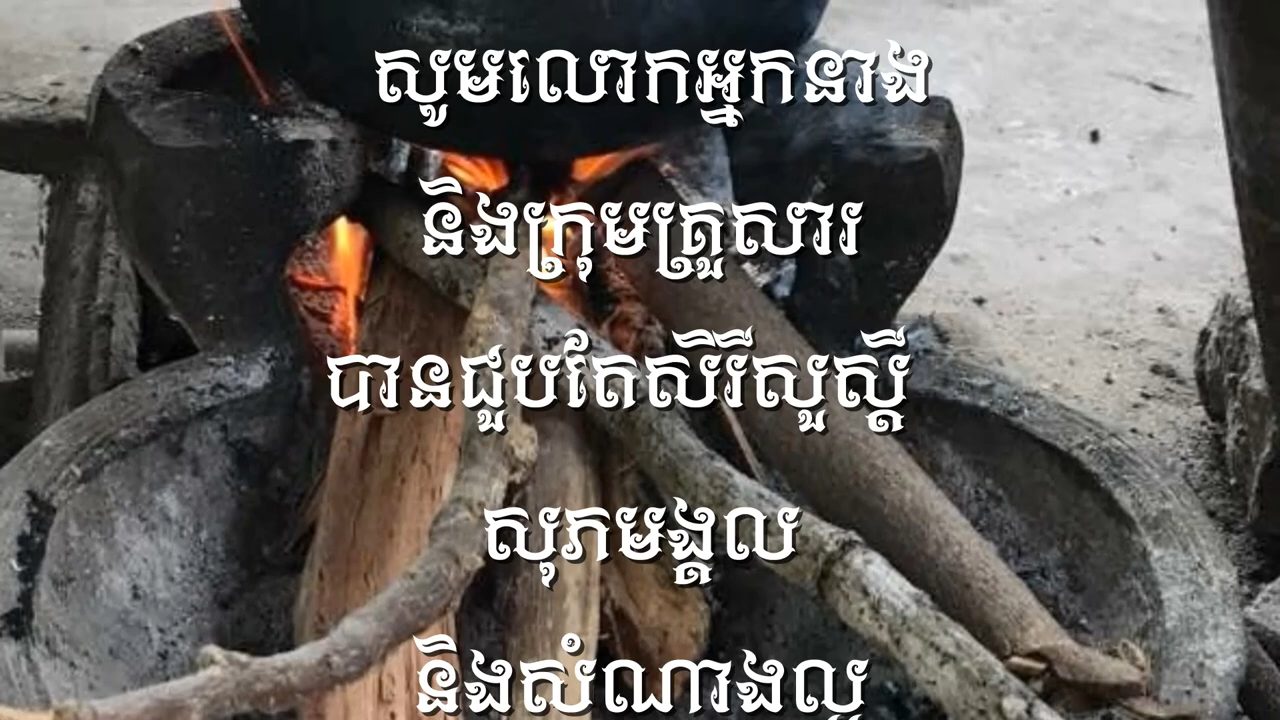 សូមលោកអ្នកនាង
និងក្រុមគ្រួសារ
បានជួបតែសិរីសួស្តី
សុភមង្គល
និងសំណាងល្អ